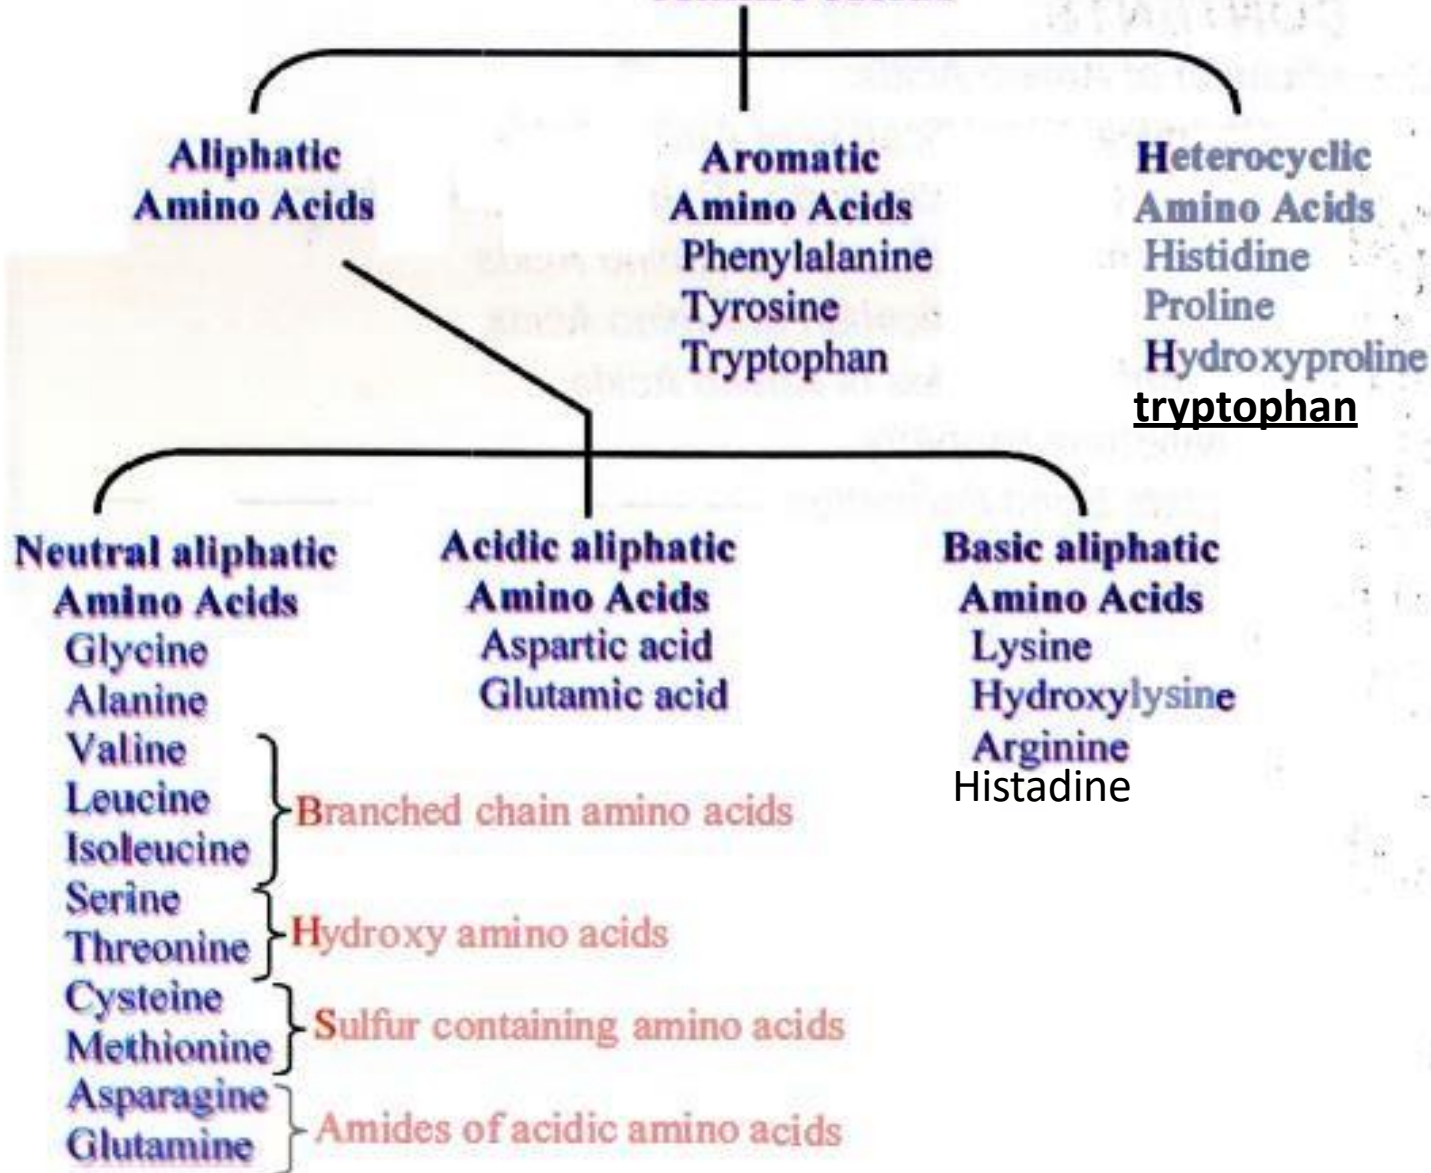 Aliphatic
Amino Acids
Aromatic
Amino Acids
Phenylalanine
Tyrosine
Tryptophan
Heterocyclic
Amino Acids
Histidine
Proline
Hydroxyproline
tryptophan
Neutral aliphatic
Amino Acids
Glycine
Alanine
Valine
Leucine
Isoleucine
Branched chain amino acids
Serine
Threonine
Hydroxy amino acids
Cysteine
Methionine
Sulfur containing amino acids
Asparagine
Glutamine
Amides of acidic amino acids
Acidic aliphatic
Amino Acids
Aspartic acid
Glutamic acid
Basic aliphatic
Amino Acids
Lysine
Hydroxylysine
Arginine
Histadine